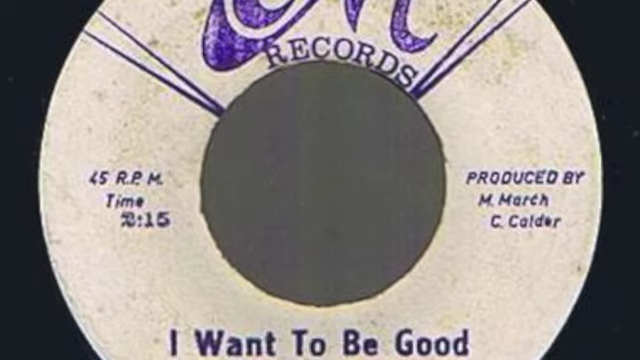 RECORDS
45 R.P.M.
Time
2:15
PRODUCED BY
M. March
C. Calder
I Want To Be Good